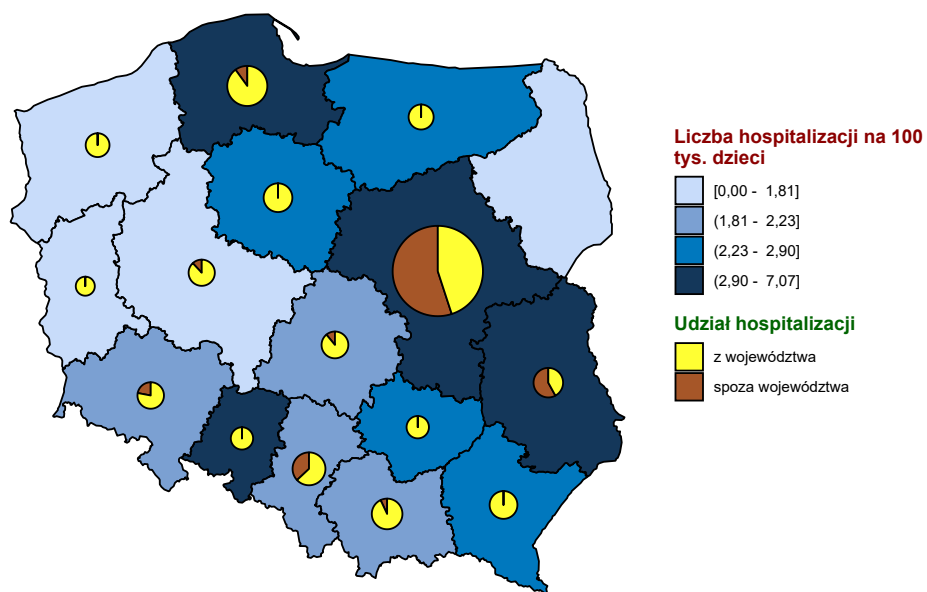 Liczba hospitalizacji na 100
tys. dzieci
[0,00 - 1,81]
(1,81 - 2,23]
(2,23 - 2,90]
(2,90 - 7,07]
Udział hospitalizacji
z województwa
spoza województwa